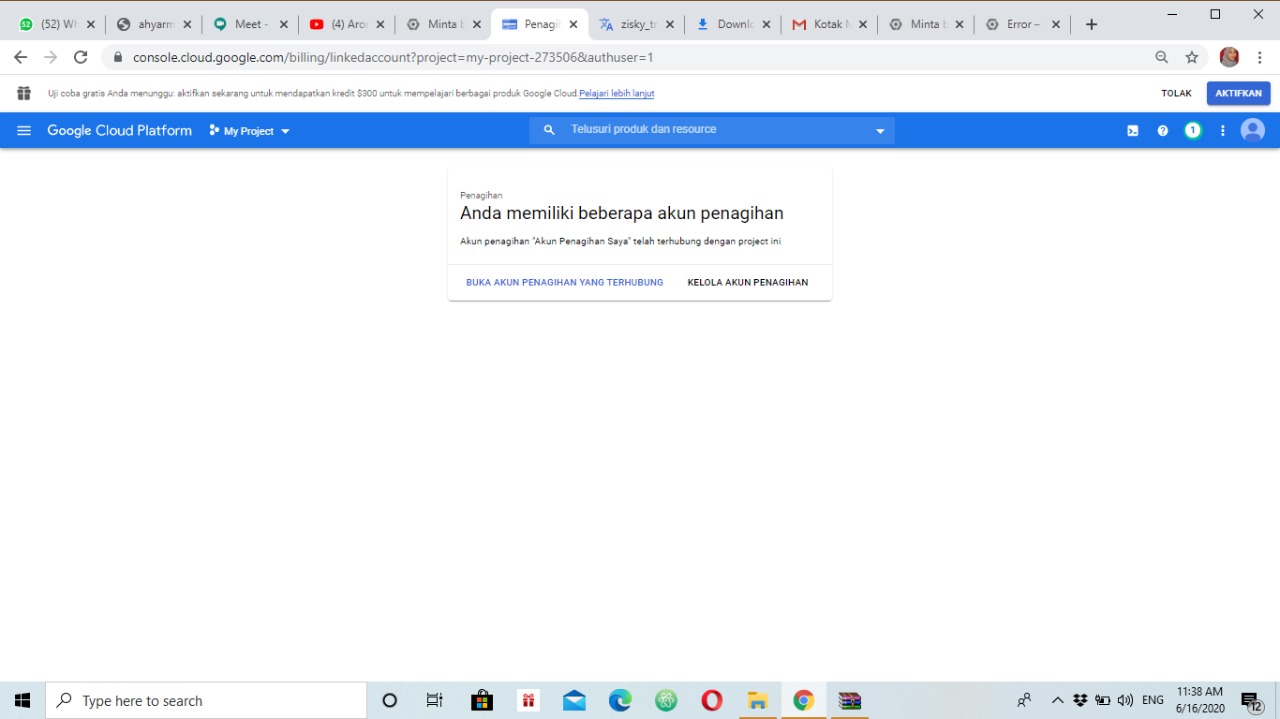 (52) Wh
ahyarm
Meet -
(4) Aro
Minta b
Penagi
zisky_tr
Downlo
Kotak M
Minta B
Error –
console.cloud.google.com/billing/linkedaccount?project=my-project-273506&authuser=1
Uji coba gratis Anda menunggu: aktifkan sekarang untuk mendapatkan kredit $300 untuk mempelajari berbagai produk Google Cloud.Pelajari lebih lanjut
TOLAK
AKTIFKAN
Google Cloud Platform
My Project
Telusuri produk dan resource
1
Penagihan
Anda memiliki beberapa akun penagihan
Akun penagihan "Akun Penagihan Saya" telah terhubung dengan project ini
BUKA AKUN PENAGIHAN YANG TERHUBUNG
KELOLA AKUN PENAGIHAN
Type here to search
ENG
11:38 AM
6/16/2020
12